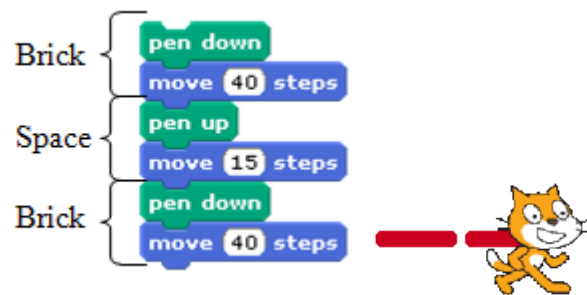 Brick
pen down
move 40 steps
Space
pen up
move 15 steps
Brick
pen down
move 40 steps